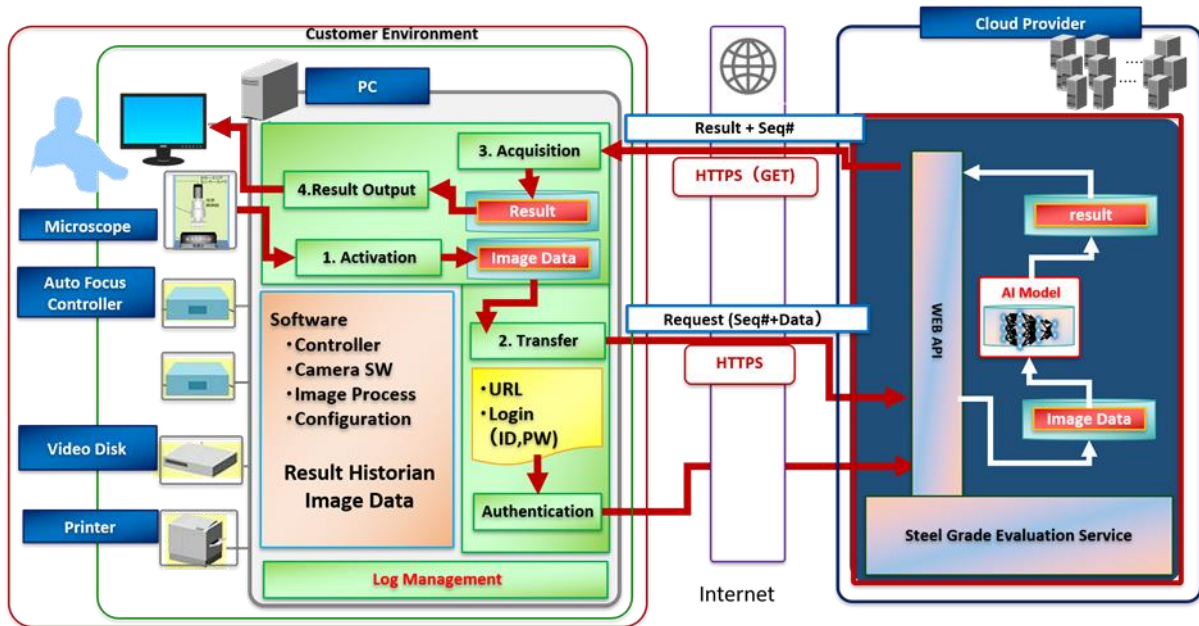 Customer Environment
Cloud Provider
PC
Result + Seq#
3. Acquisition
HTTPS（GET)
4.Result Output
Result
result
Microscope
1. Activation
Image Data
AI Model
Auto Focus
Controller
Request (Seq#+Data）
WEB API
Software
・Controller
・Camera SW
・Image Process
・Configuration
Result Historian
Image Data
2. Transfer
HTTPS
・URL
・Login
（ID,PW)
Image Data
Video Disk
Authentication
Printer
Steel Grade Evaluation Service
Log Management
Internet